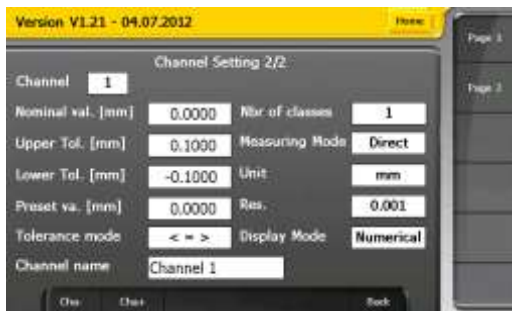 Version V1.21 - 04.07.2012
Home
Page 1
Channel Setting 2/2
Channel 1
Page 2
Nominal val. [mm] 0.0000 Nbr of classes 1
Upper Tol. [mm] 0.1000 Measuring Mode Direct
Lower Tol. [mm] -0.1000 Unit mm
Preset va. [mm] 0.0000 Res. 0.001
Tolerance mode < = > Display Mode Numerical
Channel name Channel 1
Cha- Cha+ Back